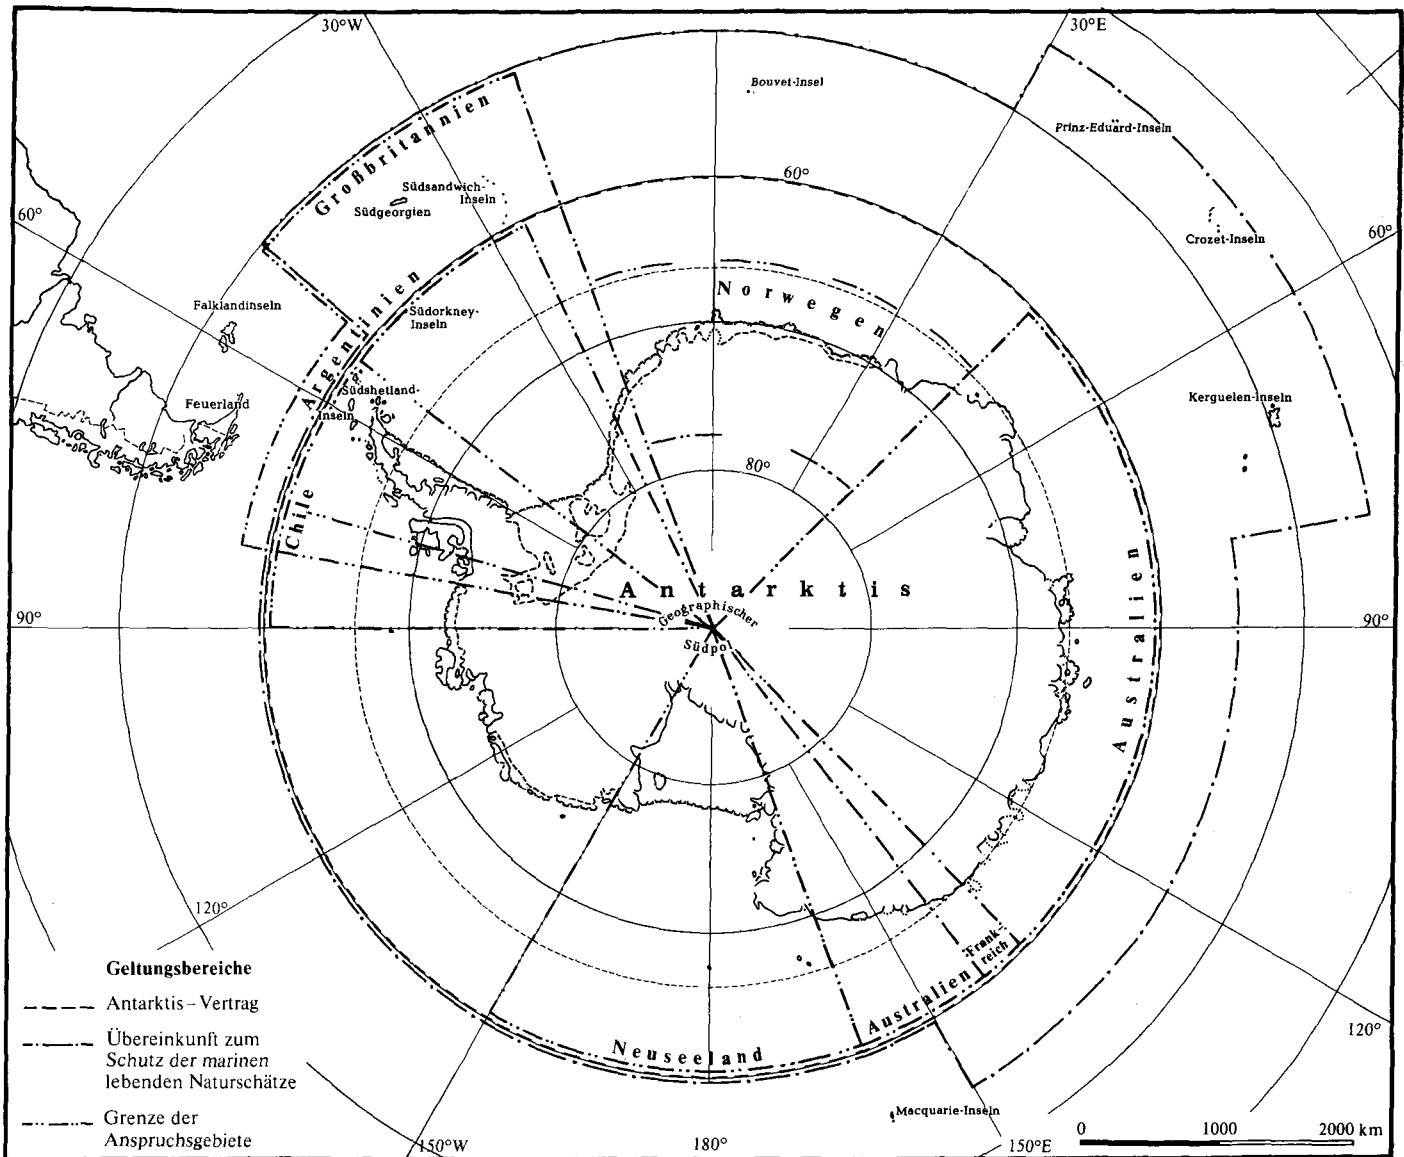 30°W
30°E
Bouvet-Insel
Prinz-Eduärd-Inseln
Großbritannien
60°
Südsandwich-
Inseln
Südgeorgien
60°
60°
Crozet-Inseln
Argentinien
Falklandinseln
Südorkney-
Inseln
Norwegen
Südshetland-
Inseln
Feuerland
Kerguelen-Inseln
80°
Chile
Antarktis
Geographischer
Südpol
90°
90°
Australien
120°
Frank-
reich
Australien
Neuseeland
120°
Macquarie-Inseln
150°W
180°
150°E
Geltungsbereiche
Antarktis-Vertrag
Übereinkunft zum
Schutz der marinen
lebenden Naturschätze
Grenze der
Anspruchsgebiete
0 1000 2000 km